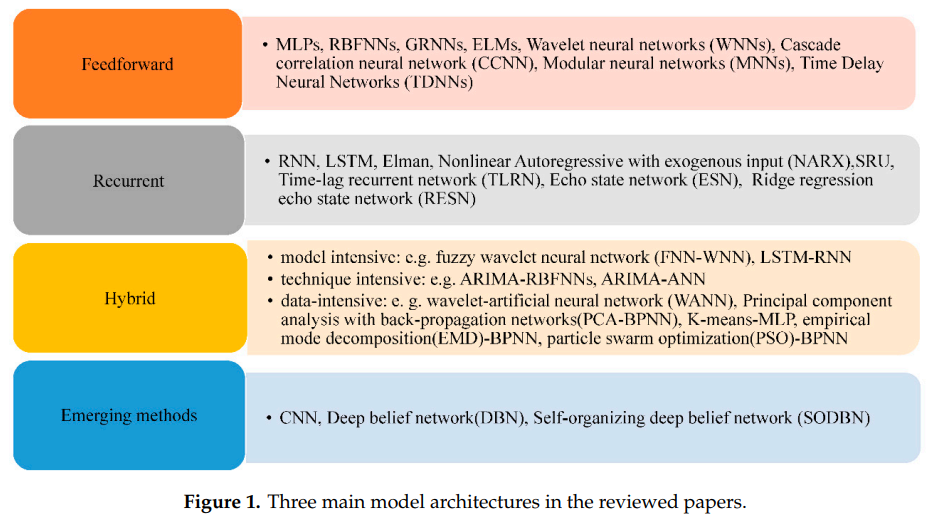 Feedforward
• MLPs, RBFNNs, GRNNs, ELMs, Wavelet neural networks (WNNs), Cascade
correlation neural network (CCNN), Modular neural networks (MNNs), Time Delay
Neural Networks (TDNNs)
Recurrent
• RNN, LSTM, Elman, Nonlinear Autoregressive with exogenous input (NARX),SRU,
Time-lag recurrent network (TLRN), Echo state network (ESN), Ridge regression
echo state network (RESN)
Hybrid
• model intensive: e.g. fuzzy wavelet neural network (FNN-WNN), LSTM-RNN
• technique intensive: e.g. ARIMA-RBFNNs, ARIMA-ANN
• data-intensive: e. g. wavelet-artificial neural network (WANN), Principal component
analysis with back-propagation networks(PCA-BPNN), K-means-MLP, empirical
mode decomposition(EMD)-BPNN, particle swarm optimization(PSO)-BPNN
Emerging methods
• CNN, Deep belief network(DBN), Self-organizing deep belief network (SODBN)
Figure 1. Three main model architectures in the reviewed papers.